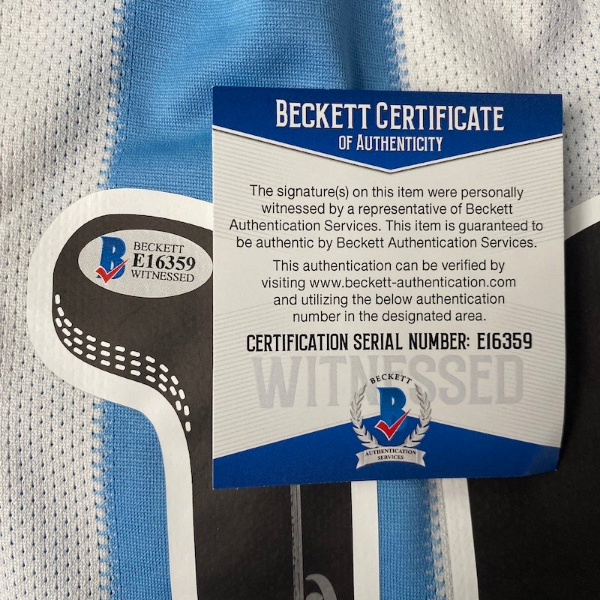 BECKETT CERTIFICATE
OF AUTHENTICITY
The signature(s) on this item were personally
witnessed by a representative of Beckett
Authentication Services. This item is guaranteed to
be authentic by Beckett Authentication Services.
This authentication can be verified by
visiting www.beckett-authentication.com
and utilizing the below authentication
number in the designated area.
CERTIFICATION SERIAL NUMBER: E16359
WITNESSED
BECKETT
B
AUTHENTICATION
SERVICES
B
BECKETT
E16359
WITNESSED